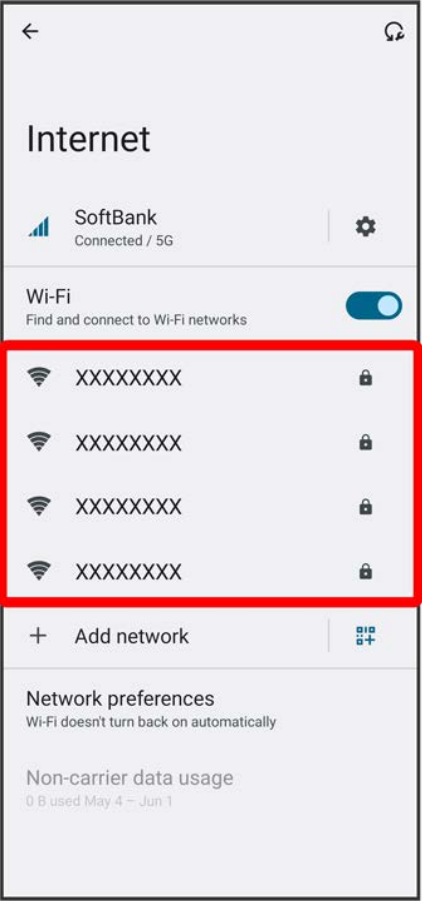 Internet
SoftBank
Connected / 5G
Wi-Fi
Find and connect to Wi-Fi networks
XXXXXXXX
XXXXXXXX
XXXXXXXX
XXXXXXXX
Add network
Network preferences
Wi-Fi doesn't turn back on automatically
Non-carrier data usage
0 B used May 4 – Jun 1